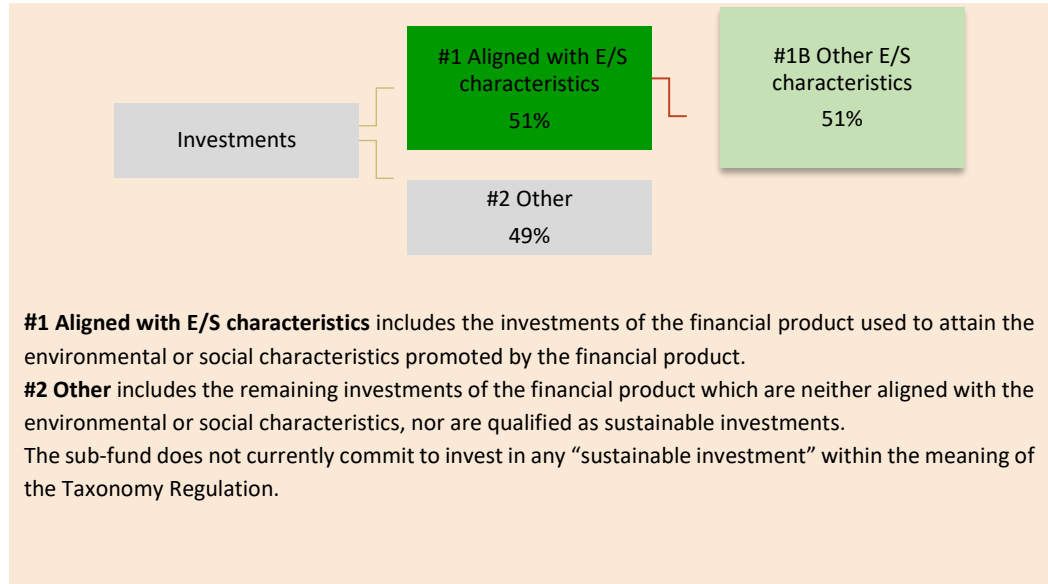 #1 Aligned with E/S
characteristics
51%
#1B Other E/S
characteristics
51%
Investments
#2 Other
49%
#1 Aligned with E/S characteristics includes the investments of the financial product used to attain the
environmental or social characteristics promoted by the financial product.
#2 Other includes the remaining investments of the financial product which are neither aligned with the
environmental or social characteristics, nor are qualified as sustainable investments.
The sub-fund does not currently commit to invest in any “sustainable investment” within the meaning of
the Taxonomy Regulation.